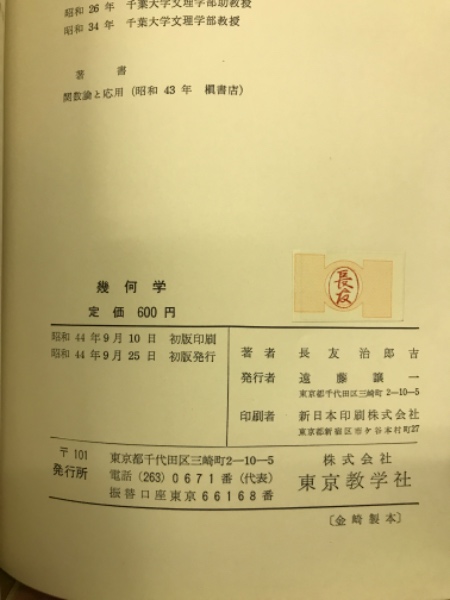 昭和 26 年 千葉大学文理学部助教授
昭和 34 年 千葉大学文理学部教授
著 書
関数論と応用 (昭和 43 年 槇書店)
幾何学
定価 600 円
長友
昭和 44 年 9 月 10 日 初版印刷
昭和 44 年 9 月 25 日 初版発行
著者 長友治郎吉
発行者 遠藤讓一
東京都千代田区三崎町 2-10-5
印刷者 新日本印刷株式会社
東京都新宿区市ケ谷本村町27
〒101
発行所
東京都千代田区三崎町2-10-5
電話 (263) 0671番 (代表)
振替口座東京66168番
株式会社
東京教学社
〔金崎製本〕